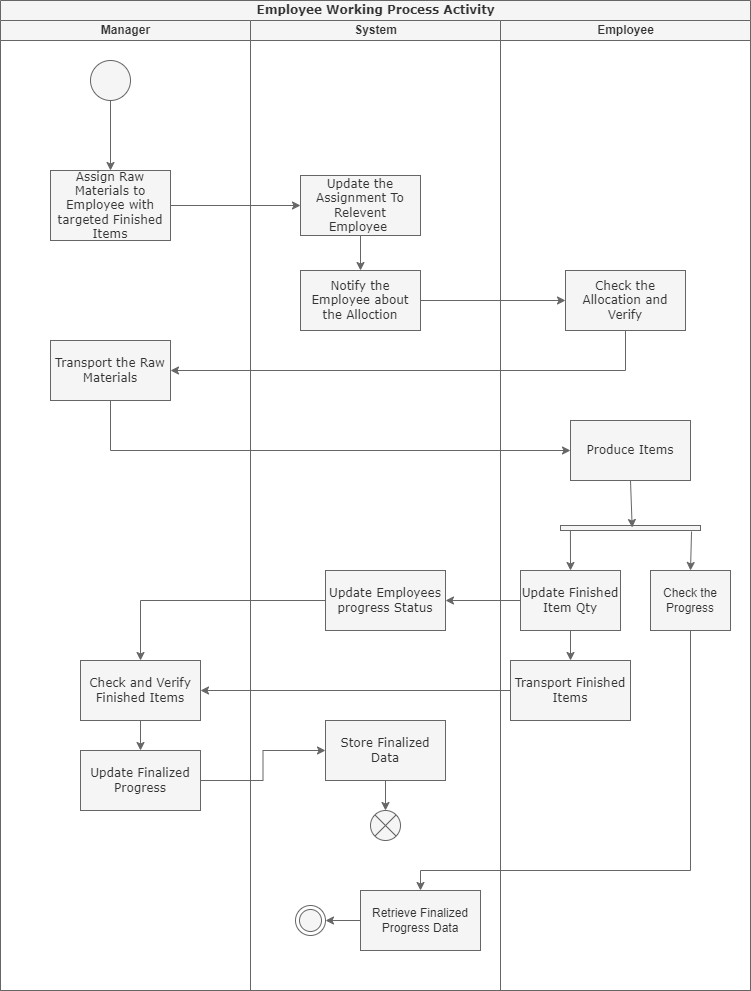 Employee Working Process Activity
Manager
System
Employee
Assign Raw
Materials to
Employee with
targeted Finished
Items
Update the
Assignment To
Relevent
Employee
Notify the
Employee about
the Alloction
Check the
Allocation and
Verify
Transport the Raw
Materials
Produce Items
Update Employees
progress Status
Update Finished
Item Qty
Check the
Progress
Check and Verify
Finished Items
Transport Finished
Items
Update Finalized
Progress
Store Finalized
Data
Retrieve Finalized
Progress Data